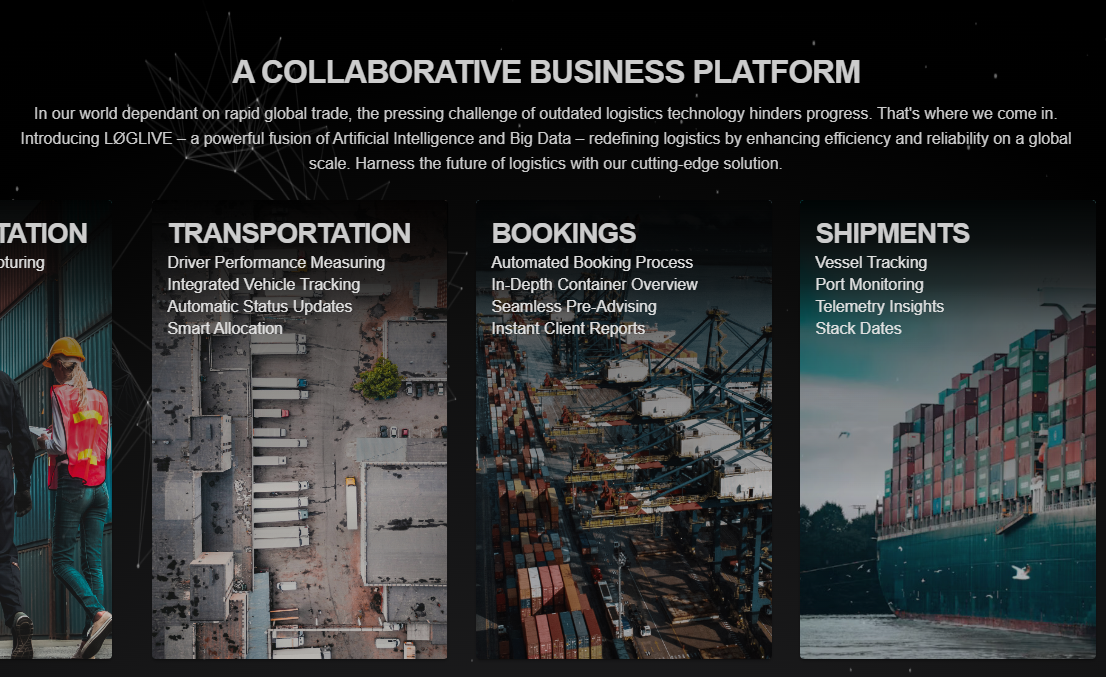 A COLLABORATIVE BUSINESS PLATFORM
In our world dependant on rapid global trade, the pressing challenge of outdated logistics technology hinders progress. That's where we come in.
Introducing LØGLIVE – a powerful fusion of Artificial Intelligence and Big Data – redefining logistics by enhancing efficiency and reliability on a global
scale. Harness the future of logistics with our cutting-edge solution.
TATION
pturing
TRANSPORTATION
Driver Performance Measuring
Integrated Vehicle Tracking
Automatic Status Updates
Smart Allocation
BOOKINGS
Automated Booking Process
In-Depth Container Overview
Seamless Pre-Advising
Instant Client Reports
SHIPMENTS
Vessel Tracking
Port Monitoring
Telemetry Insights
Stack Dates